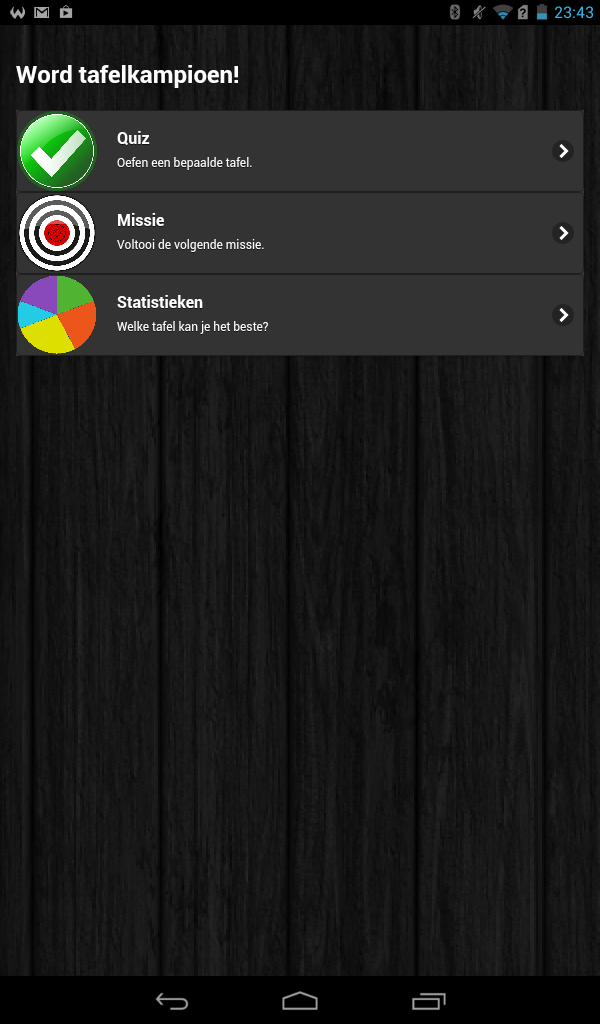 23:43
Word tafelkampioen!
Quiz
Oefen een bepaalde tafel.
Missie
Voltooi de volgende missie.
Statistieken
Welke tafel kan je het beste?